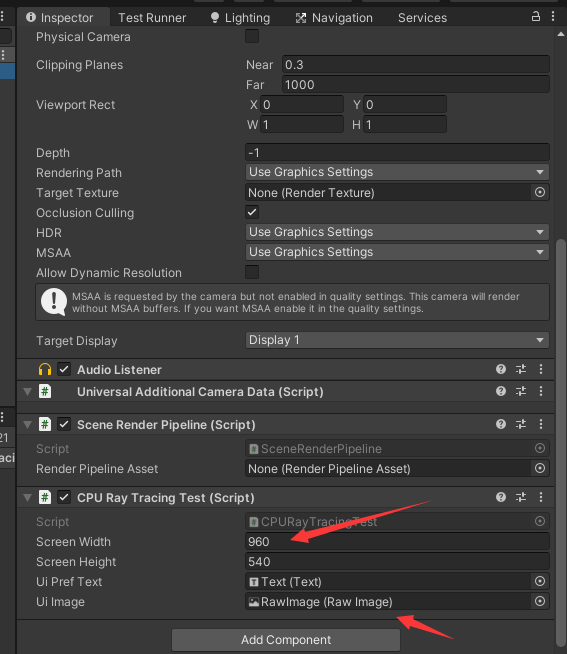 Inspector Test Runner Lighting Navigation Services
Physical Camera
Clipping Planes Near 0.3
Far 1000
Viewport Rect X 0 Y 0
W 1 H 1
Depth -1
Rendering Path Use Graphics Settings
Target Texture None (Render Texture)
Occlusion Culling
HDR Use Graphics Settings
MSAA Use Graphics Settings
Allow Dynamic Resolution
MSAA is requested by the camera but not enabled in quality settings. This camera will render
without MSAA buffers. If you want MSAA enable it in the quality settings.
Target Display Display 1
Audio Listener
# Universal Additional Camera Data (Script)
# Scene Render Pipeline (Script)
21 Script # SceneRenderPipeline
aci Render Pipeline Asset None (Render Pipeline Asset)
# CPU Ray Tracing Test (Script)
Script # CPURayTracingTest
Screen Width 960
Screen Height 540
Ui Pref Text T Text (Text)
Ui Image RawImage (Raw Image)
Add Component